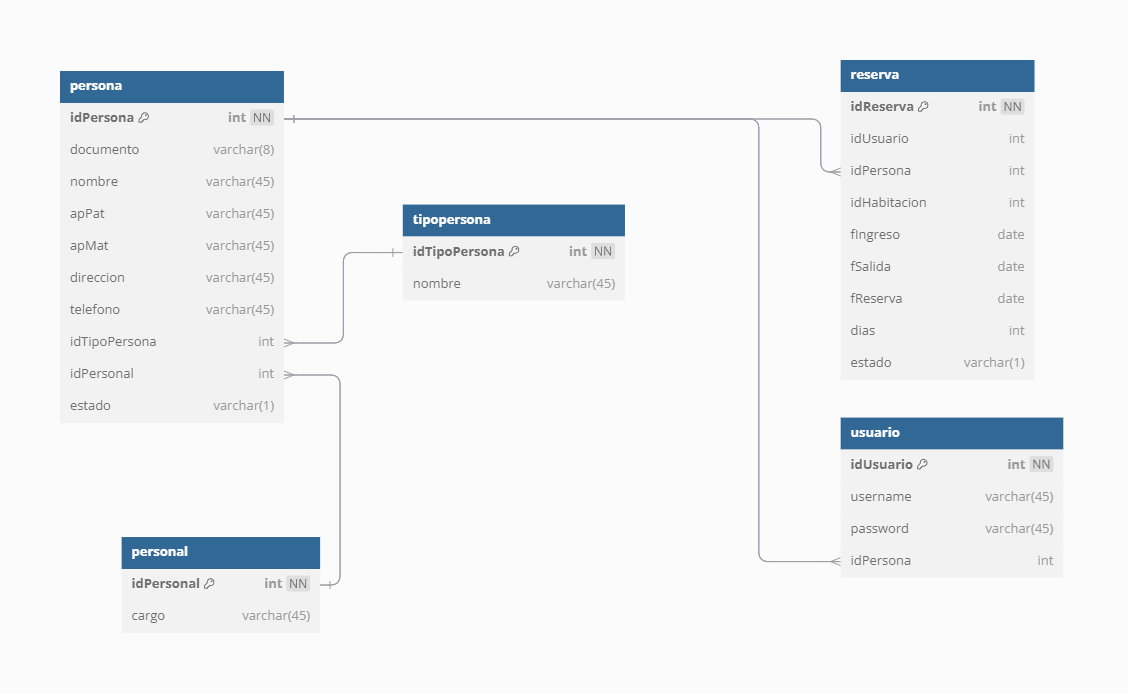 persona
idPersona int NN
documento varchar(8)
nombre varchar(45)
apPat varchar(45)
apMat varchar(45)
direccion varchar(45)
telefono varchar(45)
idTipoPersona int
idPersonal int
estado varchar(1)
tipopersona
idTipoPersona int NN
nombre varchar(45)
personal
idPersonal int NN
cargo varchar(45)
reserva
idReserva int NN
idUsuario int
idPersona int
idHabitacion int
fIngreso date
fSalida date
fReserva date
dias int
estado varchar(1)
usuario
idUsuario int NN
username varchar(45)
password varchar(45)
idPersona int